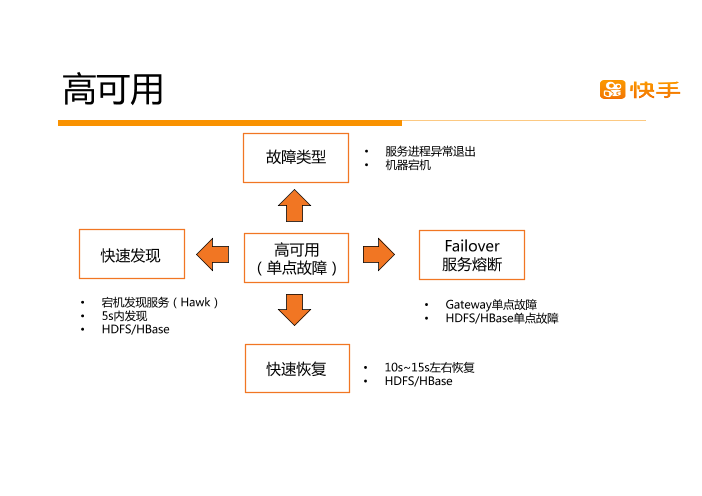 高可用
快手
故障类型
• 服务进程异常退出
• 机器宕机
快速发现
高可用
（单点故障）
Failover
服务熔断
• 宕机发现服务（Hawk）
• 5s内发现
• HDFS/HBase
• Gateway单点故障
• HDFS/HBase单点故障
快速恢复
• 10s~15s左右恢复
• HDFS/HBase